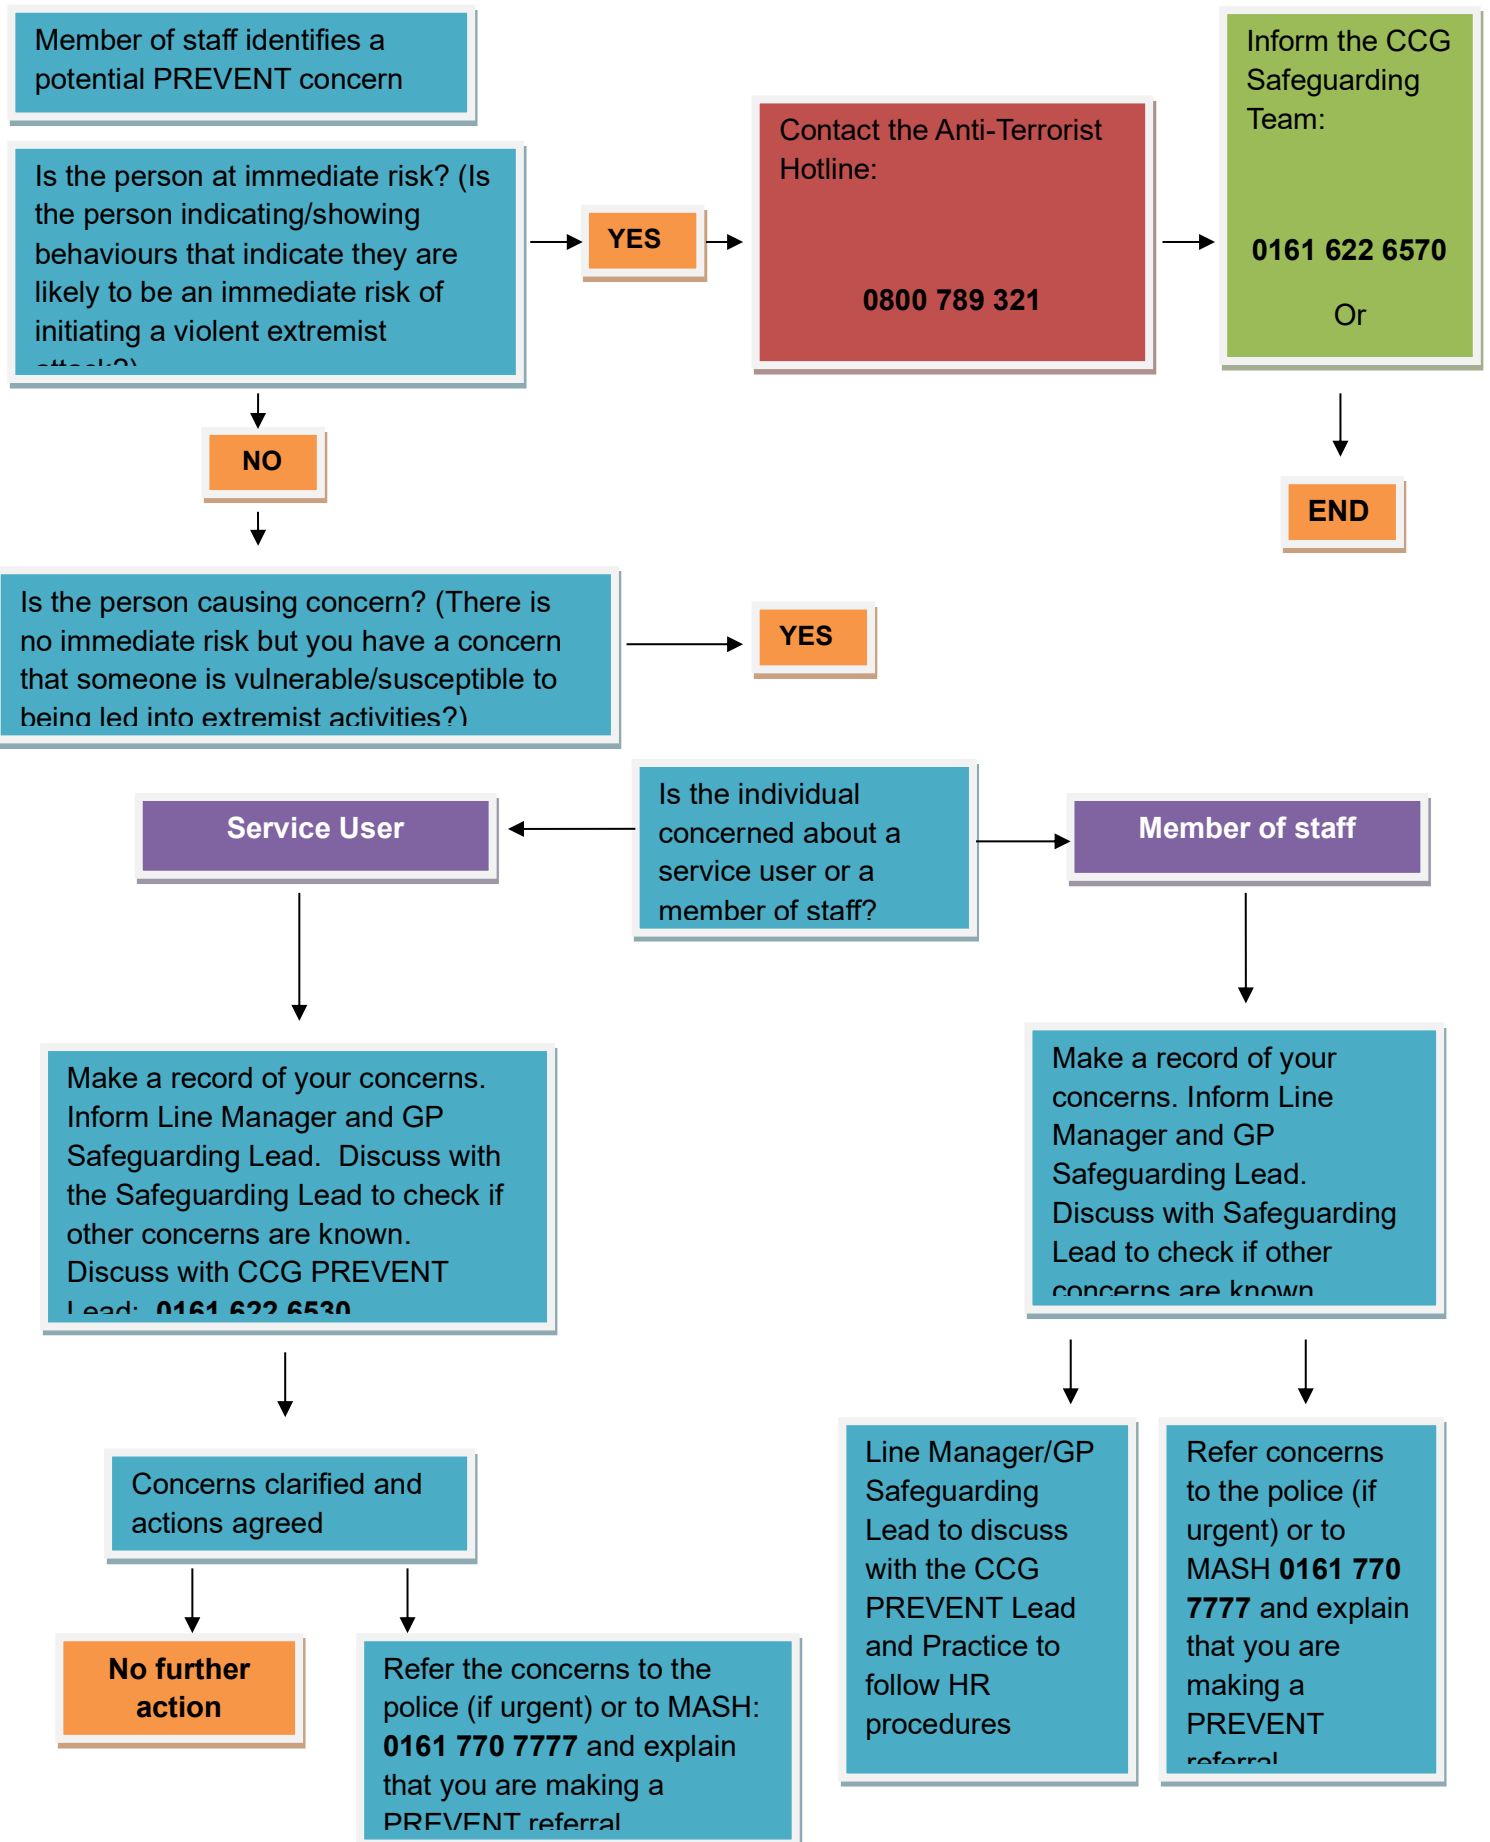 Member of staff identifies a
potential PREVENT concern
Is the person at immediate risk? (Is
the person indicating/showing
behaviours that indicate they are
likely to be an immediate risk of
initiating a violent extremist
attack?)
YES
Contact the Anti-Terrorist
Hotline:
0800 789 321
Inform the CCG
Safeguarding
Team:
0161 622 6570
Or
END
NO
Is the person causing concern? (There is
no immediate risk but you have a concern
that someone is vulnerable/susceptible to
being led into extremist activities?)
YES
Is the individual
concerned about a
service user or a
member of staff?
Service User
Member of staff
Make a record of your concerns.
Inform Line Manager and GP
Safeguarding Lead.  Discuss with
the Safeguarding Lead to check if
other concerns are known.
Discuss with CCG PREVENT
Lead:  0161 622 6530
Make a record of your
concerns. Inform Line
Manager and GP
Safeguarding Lead.
Discuss with Safeguarding
Lead to check if other
concerns are known
Concerns clarified and
actions agreed
No further
action
Refer the concerns to the
police (if urgent) or to MASH:
0161 770 7777 and explain
that you are making a
PREVENT referral
Line Manager/GP
Safeguarding
Lead to discuss
with the CCG
PREVENT Lead
and Practice to
follow HR
procedures
Refer concerns
to the police (if
urgent) or to
MASH 0161 770
7777 and explain
that you are
making a
PREVENT
referral